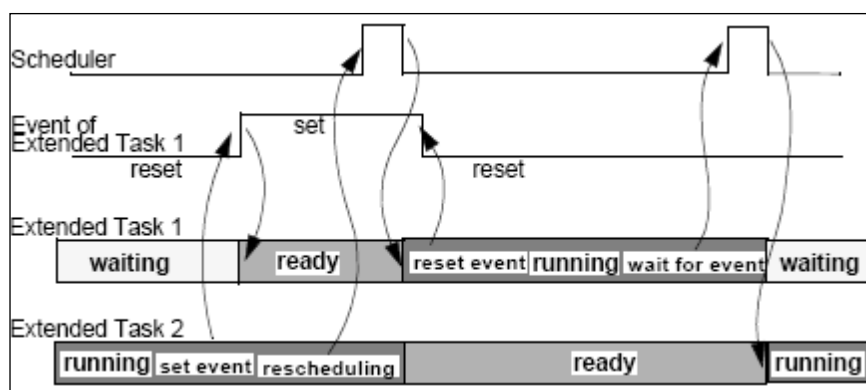 Scheduler
Event of
Extended Task 1
set
reset
reset
Extended Task 1
waiting
ready
reset event
running
wait for event
waiting
Extended Task 2
running
set event
rescheduling
ready
running